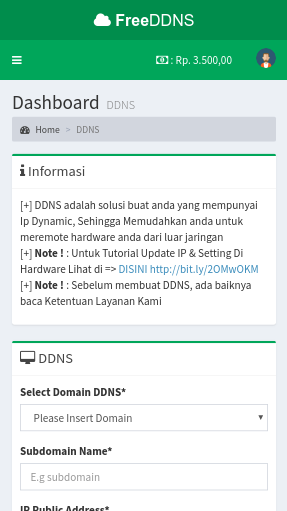 FreeDDNS
: Rp. 3.500,00
Dashboard DDNS
Home > DDNS
Informasi
[+] DDNS adalah solusi buat anda yang mempunyai
Ip Dynamic, Sehingga Memudahkan anda untuk
meremote hardware anda dari luar jaringan
[+] Note ! : Untuk Tutorial Update IP & Setting Di
Hardware Lihat di => DISINI http://bit.ly/2OMwOKM
[+] Note ! : Sebelum membuat DDNS, ada baiknya
baca Ketentuan Layanan Kami
DDNS
Select Domain DDNS*
Please Insert Domain
Subdomain Name*
E.g subdomain
IP Public Address*